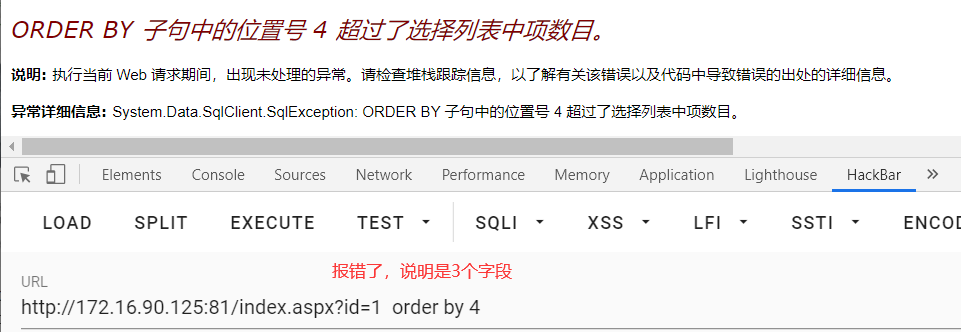 ORDER BY 子句中的位置号 4 超过了选择列表中项数目。
说明: 执行当前 Web 请求期间，出现未处理的异常。请检查堆栈跟踪信息，以了解有关该错误以及代码中导致错误的出处的详细信息。
异常详细信息: System.Data.SqlClient.SqlException: ORDER BY 子句中的位置号 4 超过了选择列表中项数目。
Elements Console Sources Network Performance Memory Application Lighthouse HackBar »
LOAD SPLIT EXECUTE TEST SQLI XSS LFI SSTI ENCOD
报错了，说明是3个字段
URL
http://172.16.90.125:81/index.aspx?id=1  order by 4